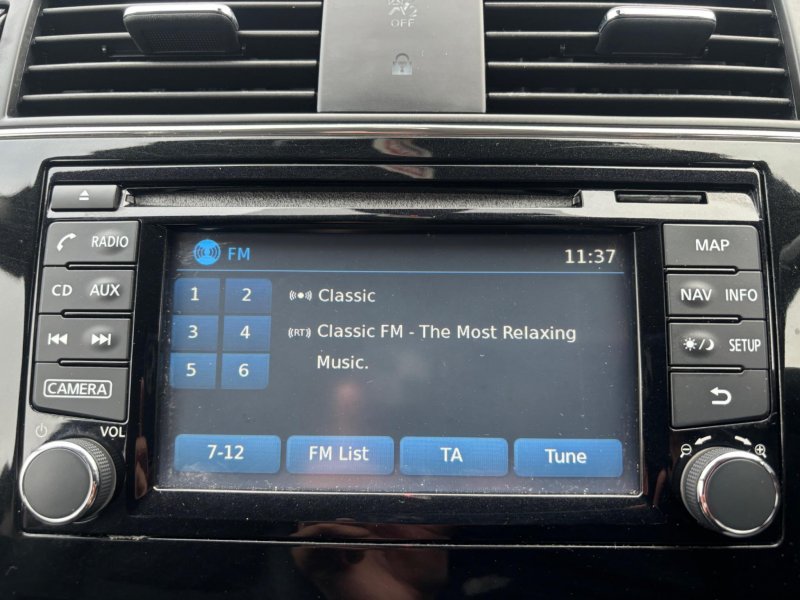 OFF
FM
11:37
RADIO
CD AUX
CAMERA
VOL
1 2
3 4
5 6
Classic
(RT) Classic FM - The Most Relaxing
Music.
7-12 FM List TA Tune
MAP
NAV INFO
SETUP